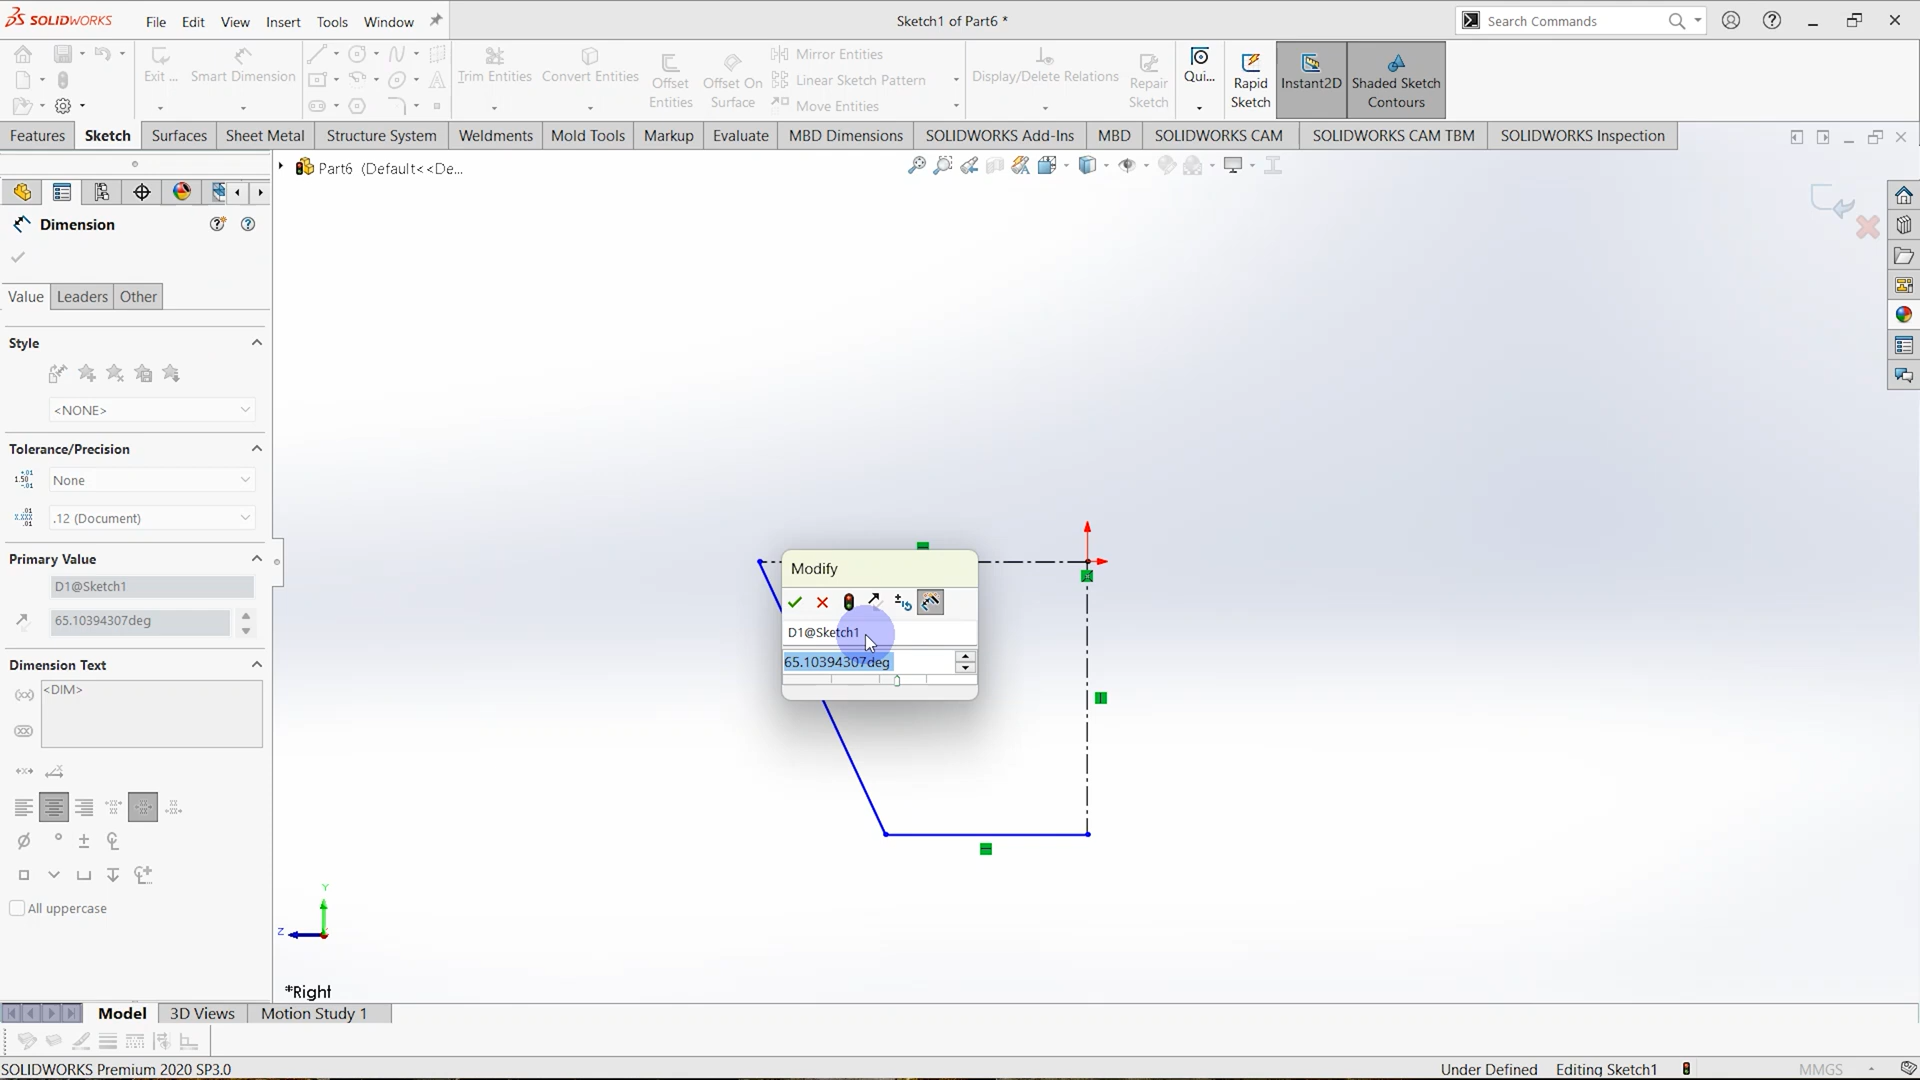 SOLIDWORKS File Edit View Insert Tools Window Sketch1 of Part6 * Search Commands
Exit ... Smart Dimension Trim Entities Convert Entities Offset Entities Offset On Surface Mirror Entities Linear Sketch Pattern Move Entities Display/Delete Relations Repair Sketch Qui... Rapid Sketch Instant2D Shaded Sketch Contours
Features Sketch Surfaces Sheet Metal Structure System Weldments Mold Tools Markup Evaluate MBD Dimensions SOLIDWORKS Add-Ins MBD SOLIDWORKS CAM SOLIDWORKS CAM TBM SOLIDWORKS Inspection
Part6 (Default<<De...
Dimension
Value Leaders Other
Style
<NONE>
Tolerance/Precision
None
.12 (Document)
Primary Value
D1@Sketch1
65.10394307deg
Dimension Text
<DIM>
All uppercase
Modify
D1@Sketch1
65.10394307deg
Y
Z
*Right
Model 3D Views Motion Study 1
SOLIDWORKS Premium 2020 SP3.0 Under Defined Editing Sketch1 MMGS